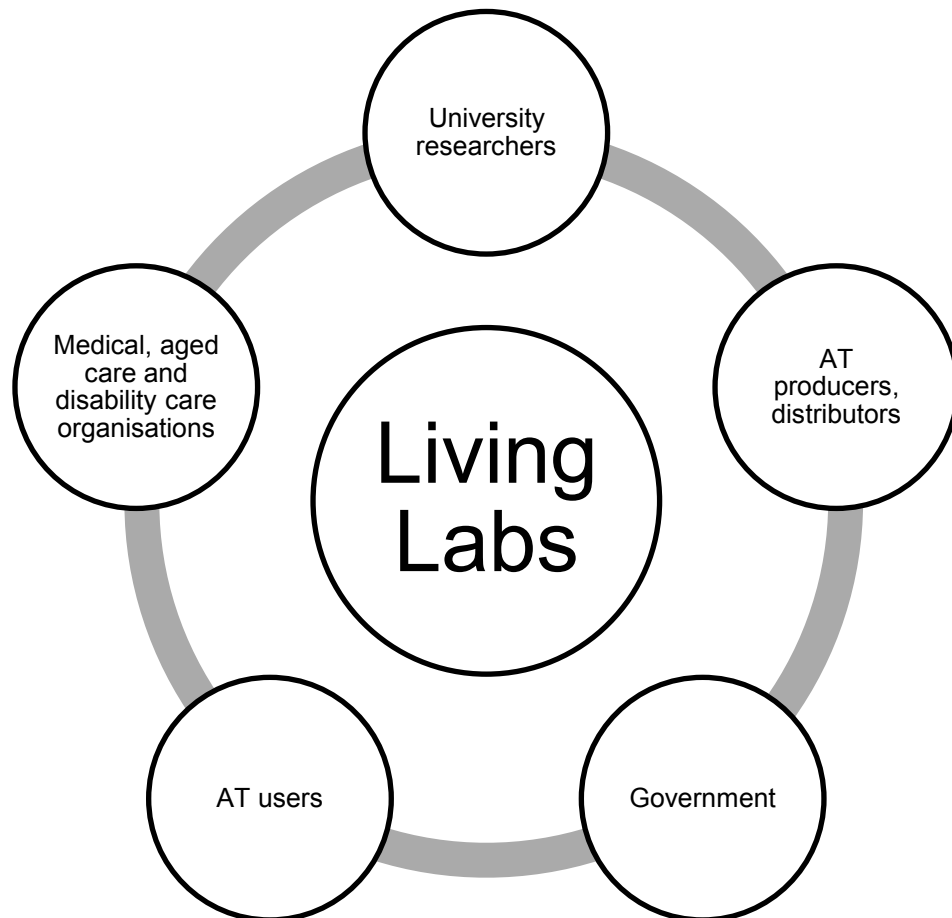 University
researchers
Medical, aged
care and
disability care
organisations
AT
producers,
distributors
Living
Labs
AT users
Government